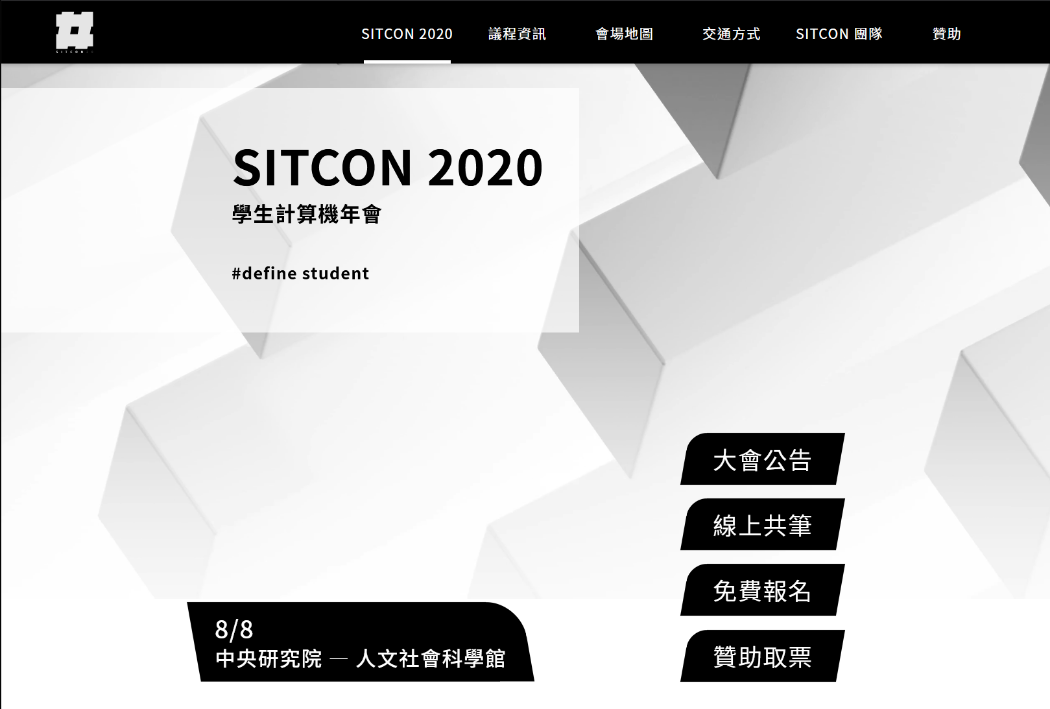 SITCON 2020
議程資訊
會場地圖
交通方式
SITCON 團隊
贊助
SITCON 2020
學生計算機年會
#define student
大會公告
線上共筆
免費報名
贊助取票
8/8
中央研究院 — 人文社會科學館